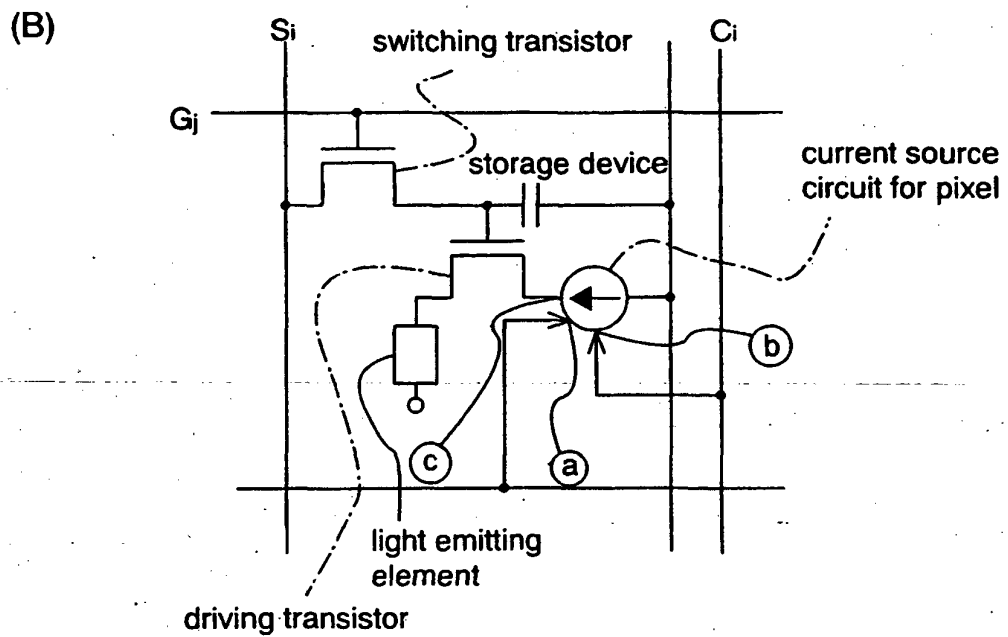 (B)
Si
switching transistor
Ci
Gj
storage device
current source
circuit for pixel
b
c
a
light emitting
element
driving transistor